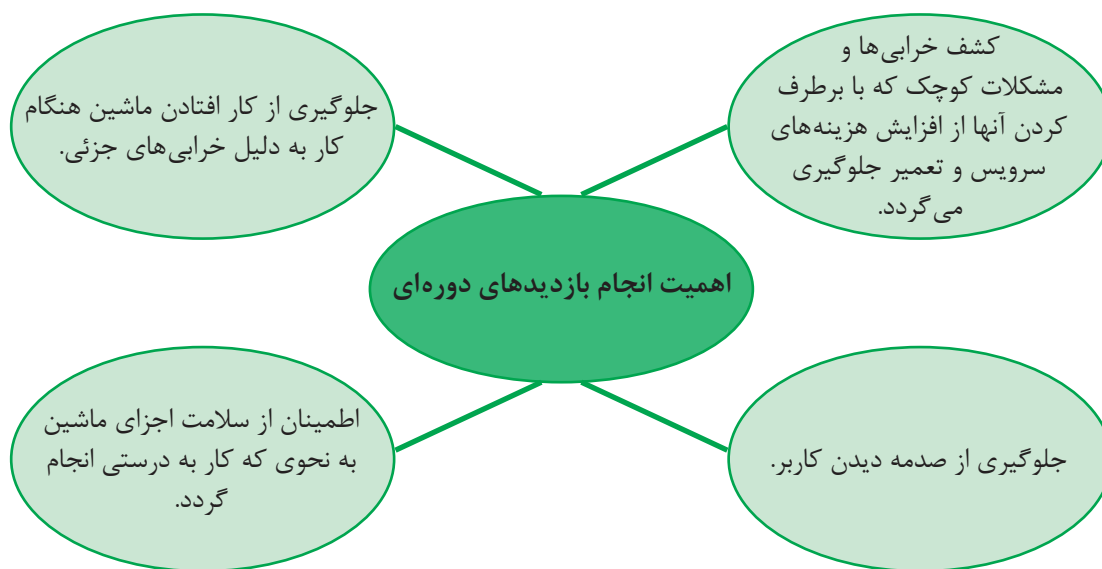 کشف خرابی‌ها و
مشکلات کوچک که با برطرف
کردن آنها از افزایش هزینه‌های
سرویس و تعمیر جلوگیری
می‌گردد.
جلوگیری از کار افتادن ماشین هنگام
کار به دلیل خرابی‌های جزئی.
اهمیت انجام بازدیدهای دوره‌ای
جلوگیری از صدمه دیدن کاربر.
اطمینان از سلامت اجزای ماشین
به نحوی که کار به درستی انجام
گردد.